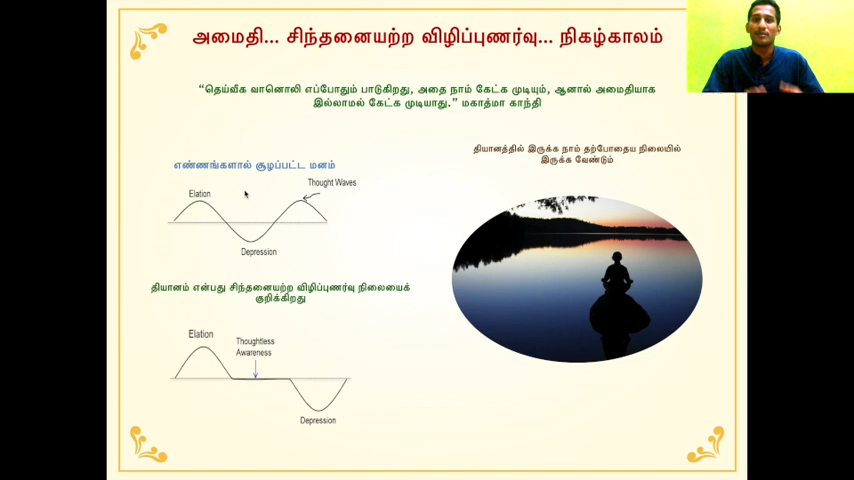 அமைதி... சிந்தனையற்ற விழிப்புணர்வு... நிகழ்காலம்
“தெய்வீக வானொலி எப்போதும் பாடுகிறது, அதை நாம் கேட்க முடியும், ஆனால் அமைதியாக
இல்லாமல் கேட்க முடியாது.” மகாத்மா காந்தி
எண்ணங்களால் சூழப்பட்ட மனம்
Thought Waves
Elation
Depression
தியானம் என்பது சிந்தனையற்ற விழிப்புணர்வு நிலையைக்
குறிக்கிறது
Elation
Thoughtless
Awareness
Depression
தியானத்தில் இருக்க நாம் தற்போதைய நிலையில்
இருக்க வேண்டும்